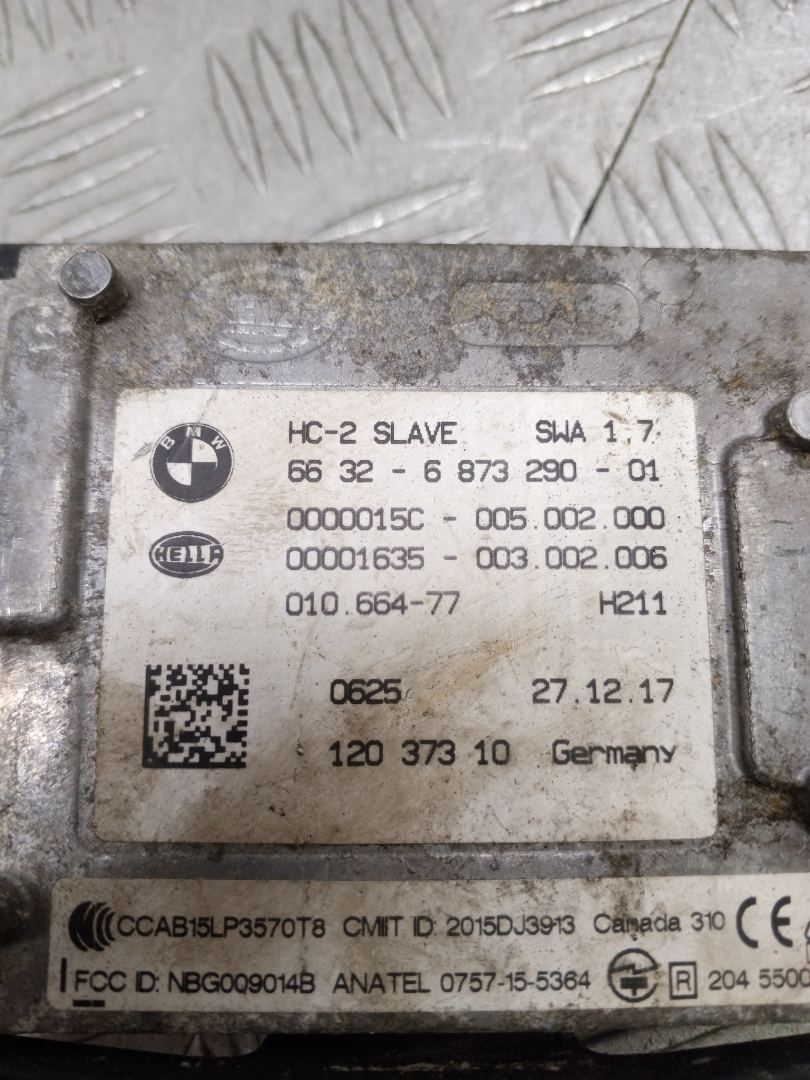 HELLA
BMW
HC-2 SLAVE SWA 1.7
66 32 - 6 873 290 - 01
0000015C - 005.002.000
HELLA
00001635 - 003.002.006
010.664-77 H211
0625 27.12.17
120 373 10 Germany
CCAB15LP3570T8 CMIIT ID: 2015DJ3913 Canada 310 CE
FCC ID: NBG009014B ANATEL 0757-15-5364 R 204 5500